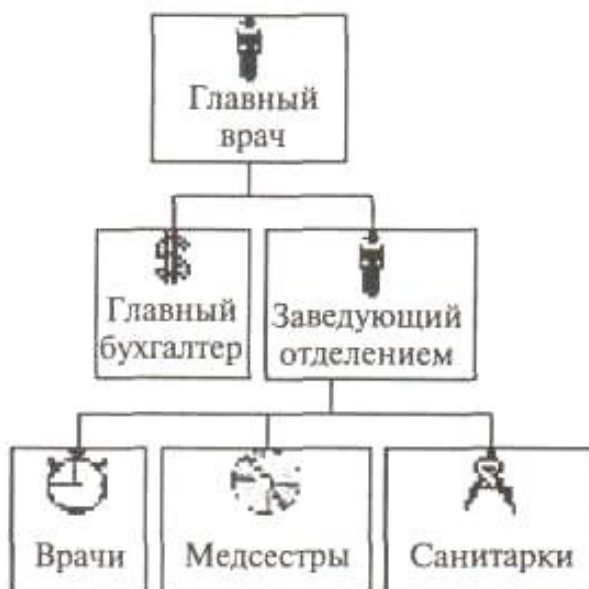 Главный
врач
Главный
бухгалтер
Заведующий
отделением
Врачи
Медсестры
Санитарки